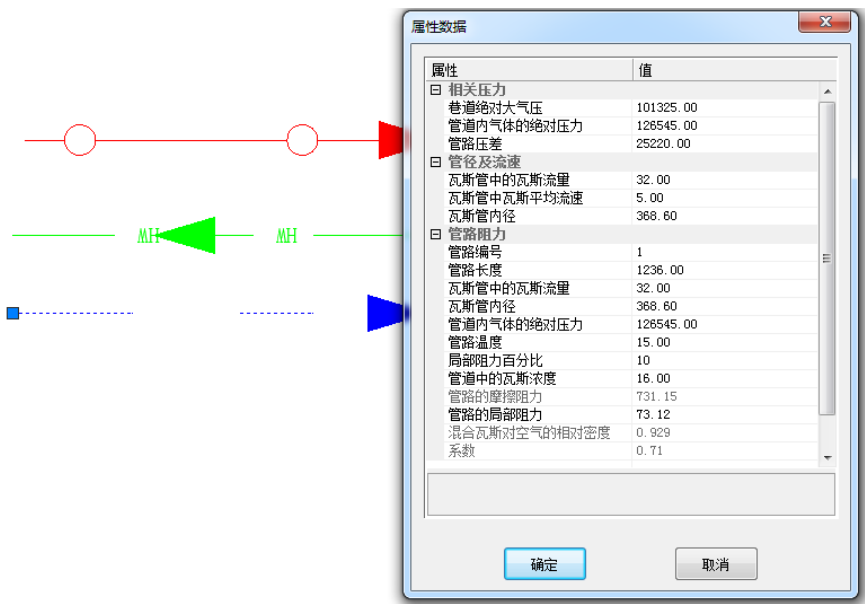 属性数据
属性 值
相关压力
巷道绝对大气压 101325.00
管道内气体的绝对压力 126545.00
管路压差 25220.00
管径及流速
瓦斯管中的瓦斯流量 32.00
瓦斯管中瓦斯平均流速 5.00
瓦斯管内径 368.60
管路阻力
管路编号 1
管路长度 1236.00
瓦斯管中的瓦斯流量 32.00
瓦斯管内径 368.60
管道内气体的绝对压力 126545.00
管路温度 15.00
局部阻力百分比 10
管道中的瓦斯浓度 16.00
管路的摩擦阻力 731.15
管路的局部阻力 73.12
混合瓦斯对空气的相对密度 0.929
系数 0.71
确定 取消
WH WH